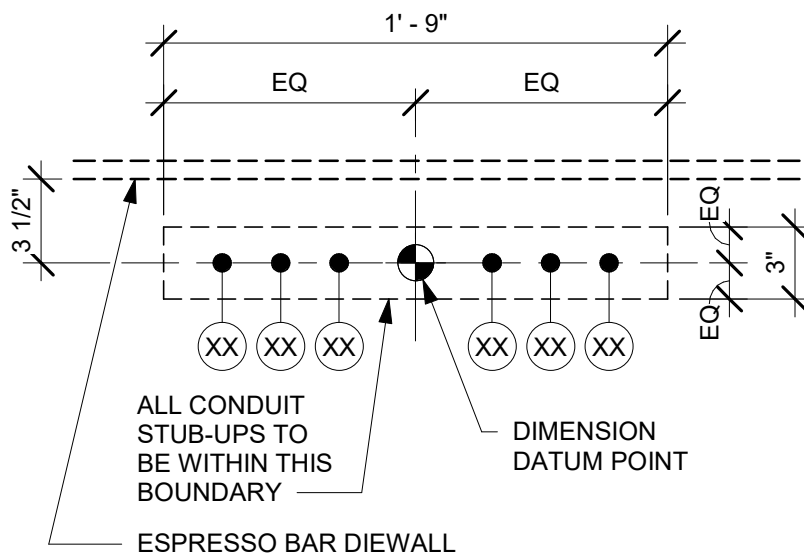 1' - 9"
EQ
EQ
3 1/2"
EQ
3"
EQ
XX
XX
XX
XX
XX
XX
ALL CONDUIT
STUB-UPS TO
BE WITHIN THIS
BOUNDARY
DIMENSION
DATUM POINT
ESPRESSO BAR DIEWALL